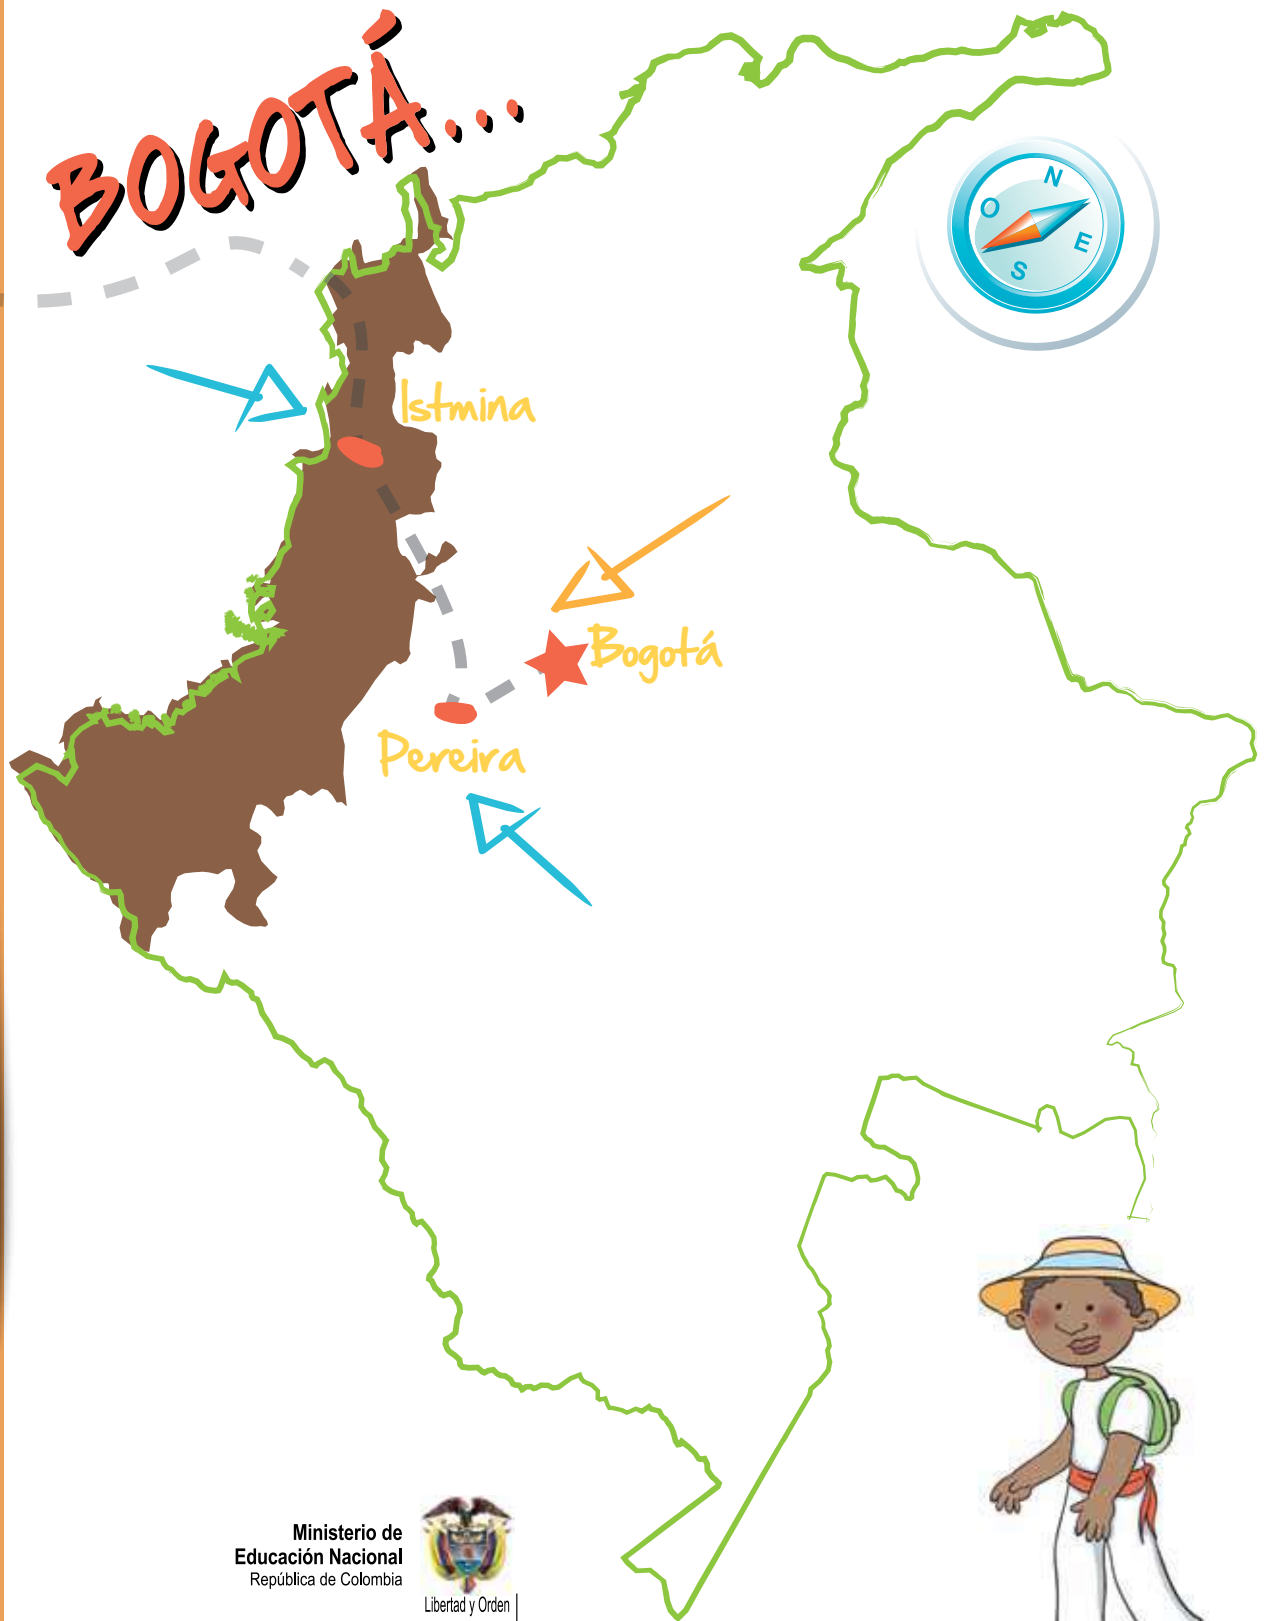 BOGOTÁ...
N
O
E
S
Istmina
Bogotá
Pereira
Ministerio de
Educación Nacional
República de Colombia
Libertad y Orden